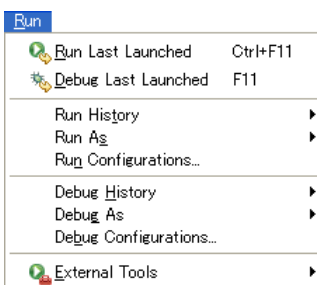 Run
Run Last Launched Ctrl+F11
Debug Last Launched F11
Run History
Run As
Run Configurations...
Debug History
Debug As
Debug Configurations...
External Tools